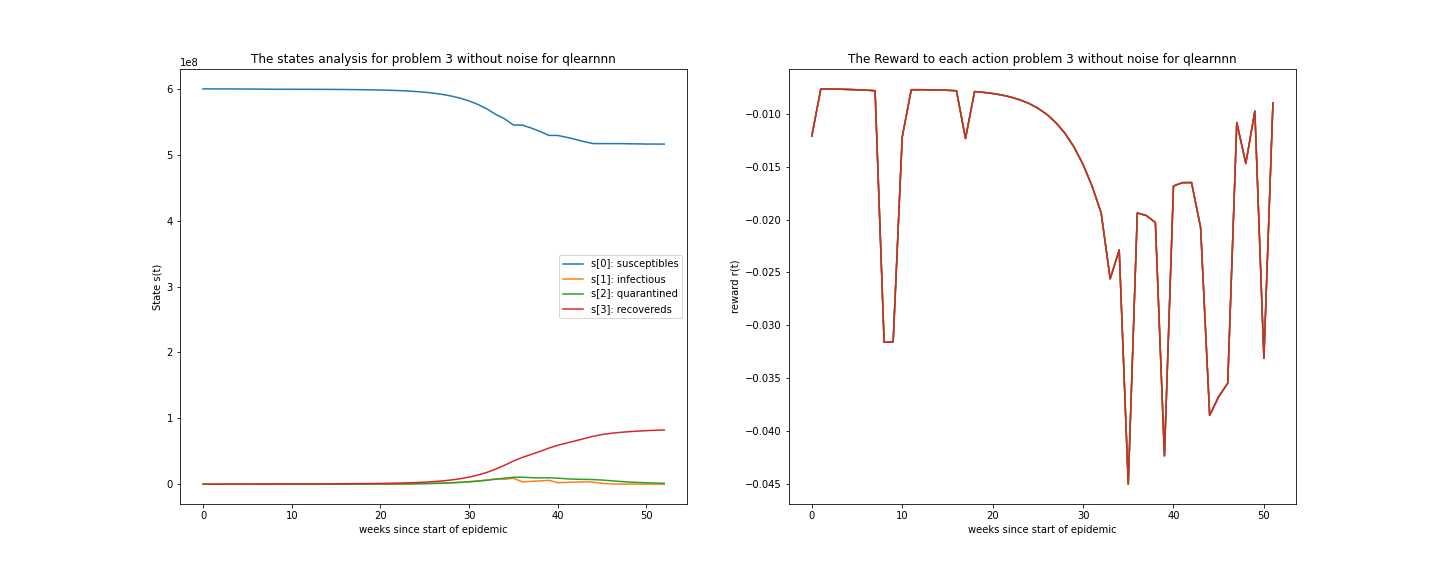 The states analysis for problem 3 without noise for qlearnnn
1e8
6
5
4
3
2
1
0
State s(t)
s[0]: susceptibles
s[1]: infectious
s[2]: quarantined
s[3]: recovereds
0 10 20 30 40 50
weeks since start of epidemic
The Reward to each action problem 3 without noise for qlearnnn
−0.010
−0.015
−0.020
−0.025
−0.030
−0.035
−0.040
−0.045
reward r(t)
0 10 20 30 40 50
weeks since start of epidemic